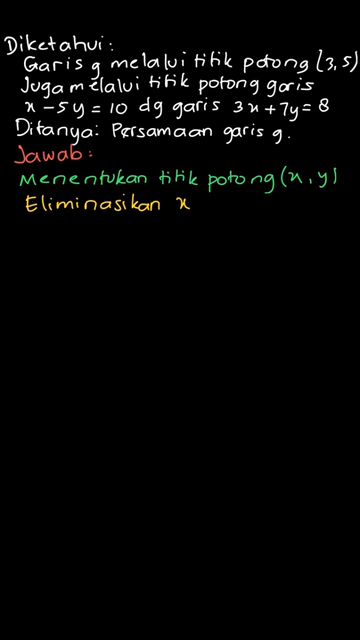 Diketahui:
Garis g melalui titik potong (3,5)
Juga melalui titik potong garis
x - 5y = 10 dg garis 3x + 7y = 8
Ditanya: Persamaan garis g.
Jawab:
Menentukan titik potong (x, y)
Eliminasikan x